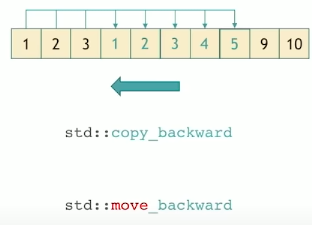 1 2 3 1 2 3 4 5 9 10
std::copy_backward
std::move_backward